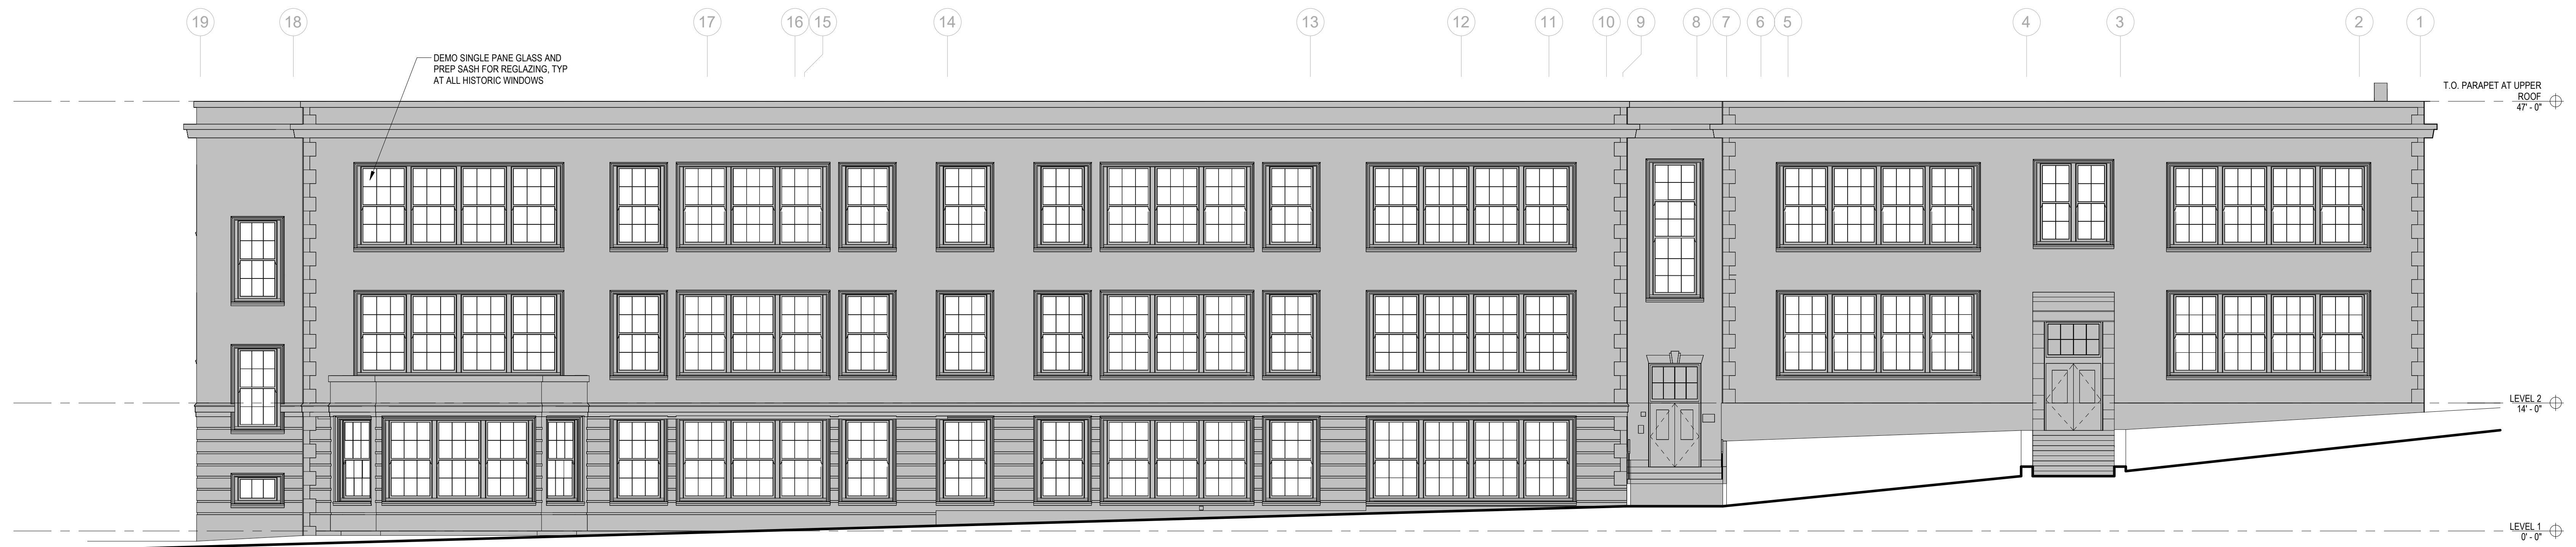 19 18 17 16 15 14 13 12 11 10 9 8 7 6 5 4 3 2 1
DEMO SINGLE PANE GLASS AND
PREP SASH FOR REGLAZING, TYP
AT ALL HISTORIC WINDOWS
T.O. PARAPET AT UPPER
ROOF
47' - 0"
LEVEL 2
14' - 0"
LEVEL 1
0' - 0"